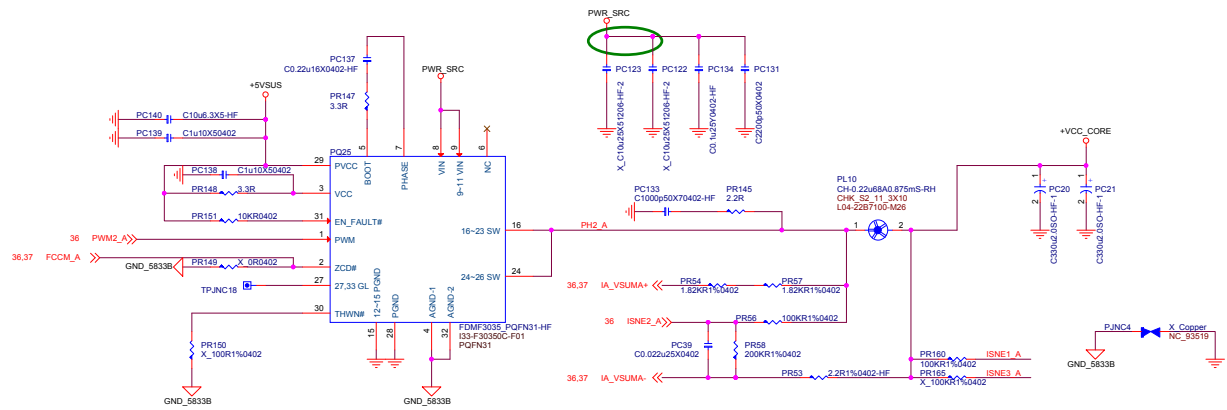 PWR_SRC
PC137
C0.22u16X0402-HF
PR147
3.3R
PWR_SRC
+5VSUS
PC140
C10u6.3X5-HF
PC139
C1u10X50402
PC123
X_C10u25X51206-HF-2
PC122
X_C10u25X51206-HF-2
PC134
C0.1u25Y0402-HF
PC131
C2200p50X0402
PQ25
5
7
8
9
6
BOOT
PHASE
VIN
9~11 VIN
NC
29
PVCC
PC138
C1u10X50402
PR148
3.3R
3
VCC
PR151
10KR0402
31
EN_FAULT#
36
PWM2_A
1
PWM
36,37
FCCM_A
GND_5833B
PR149
X_0R0402
2
ZCD#
TPJNC18
27
27,33 GL
30
THWN#
16~23 SW
16
24~26 SW
24
12~15 PGND
PGND
AGND-1
AGND-2
15
28
4
32
FDMF3035_PQFN31-HF
I33-F30350C-F01
PQFN31
PR150
X_100R1%0402
GND_5833B
GND_5833B
PC133
C1000p50X70402-HF
PR145
2.2R
PH2_A
PL10
CH-0.22u68A0.875mS-RH
CHK_S2_11_3X10
L04-22B7100-M26
1
2
+VCC_CORE
1
+
2
PC20
C330u2.0SO-HF-1
1
+
2
PC21
C330u2.0SO-HF-1
36,37
IA_VSUMA+
PR54
1.82KR1%0402
PR57
1.82KR1%0402
36
ISNE2_A
PR56
100KR1%0402
PC39
C0.022u25X0402
PR58
200KR1%0402
36,37
IA_VSUMA-
PR53
2.2R1%0402-HF
PR160
100KR1%0402
ISNE1_A
PR165
X_100KR1%0402
ISNE3_A
PJNC4
X_Copper
NC_93519
GND_5833B